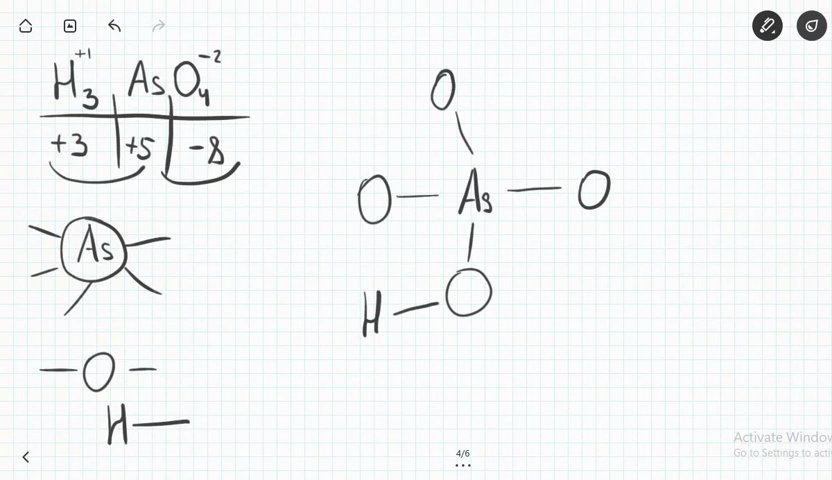 H₃⁺¹ As O₄⁻²
+3 +5 -8
As
— O —
H —
O
O — As — O
H — O
4/6
Activate Window
Go to Settings to acti